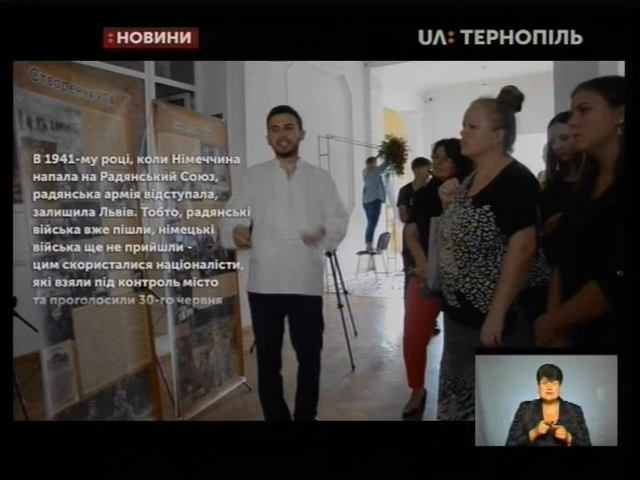 :НОВИНИ
UA: ТЕРНОПІЛЬ
Створення УПА
В 1941-му році, коли Німеччина
напала на Радянський Союз,
радянська армія відступала,
залишила Львів. Тобто, радянські
війська вже пішли, німецькі
війська ще не прийшли -
цим скористалися націоналісти,
які взяли під контроль місто
та проголосили 30-го червня